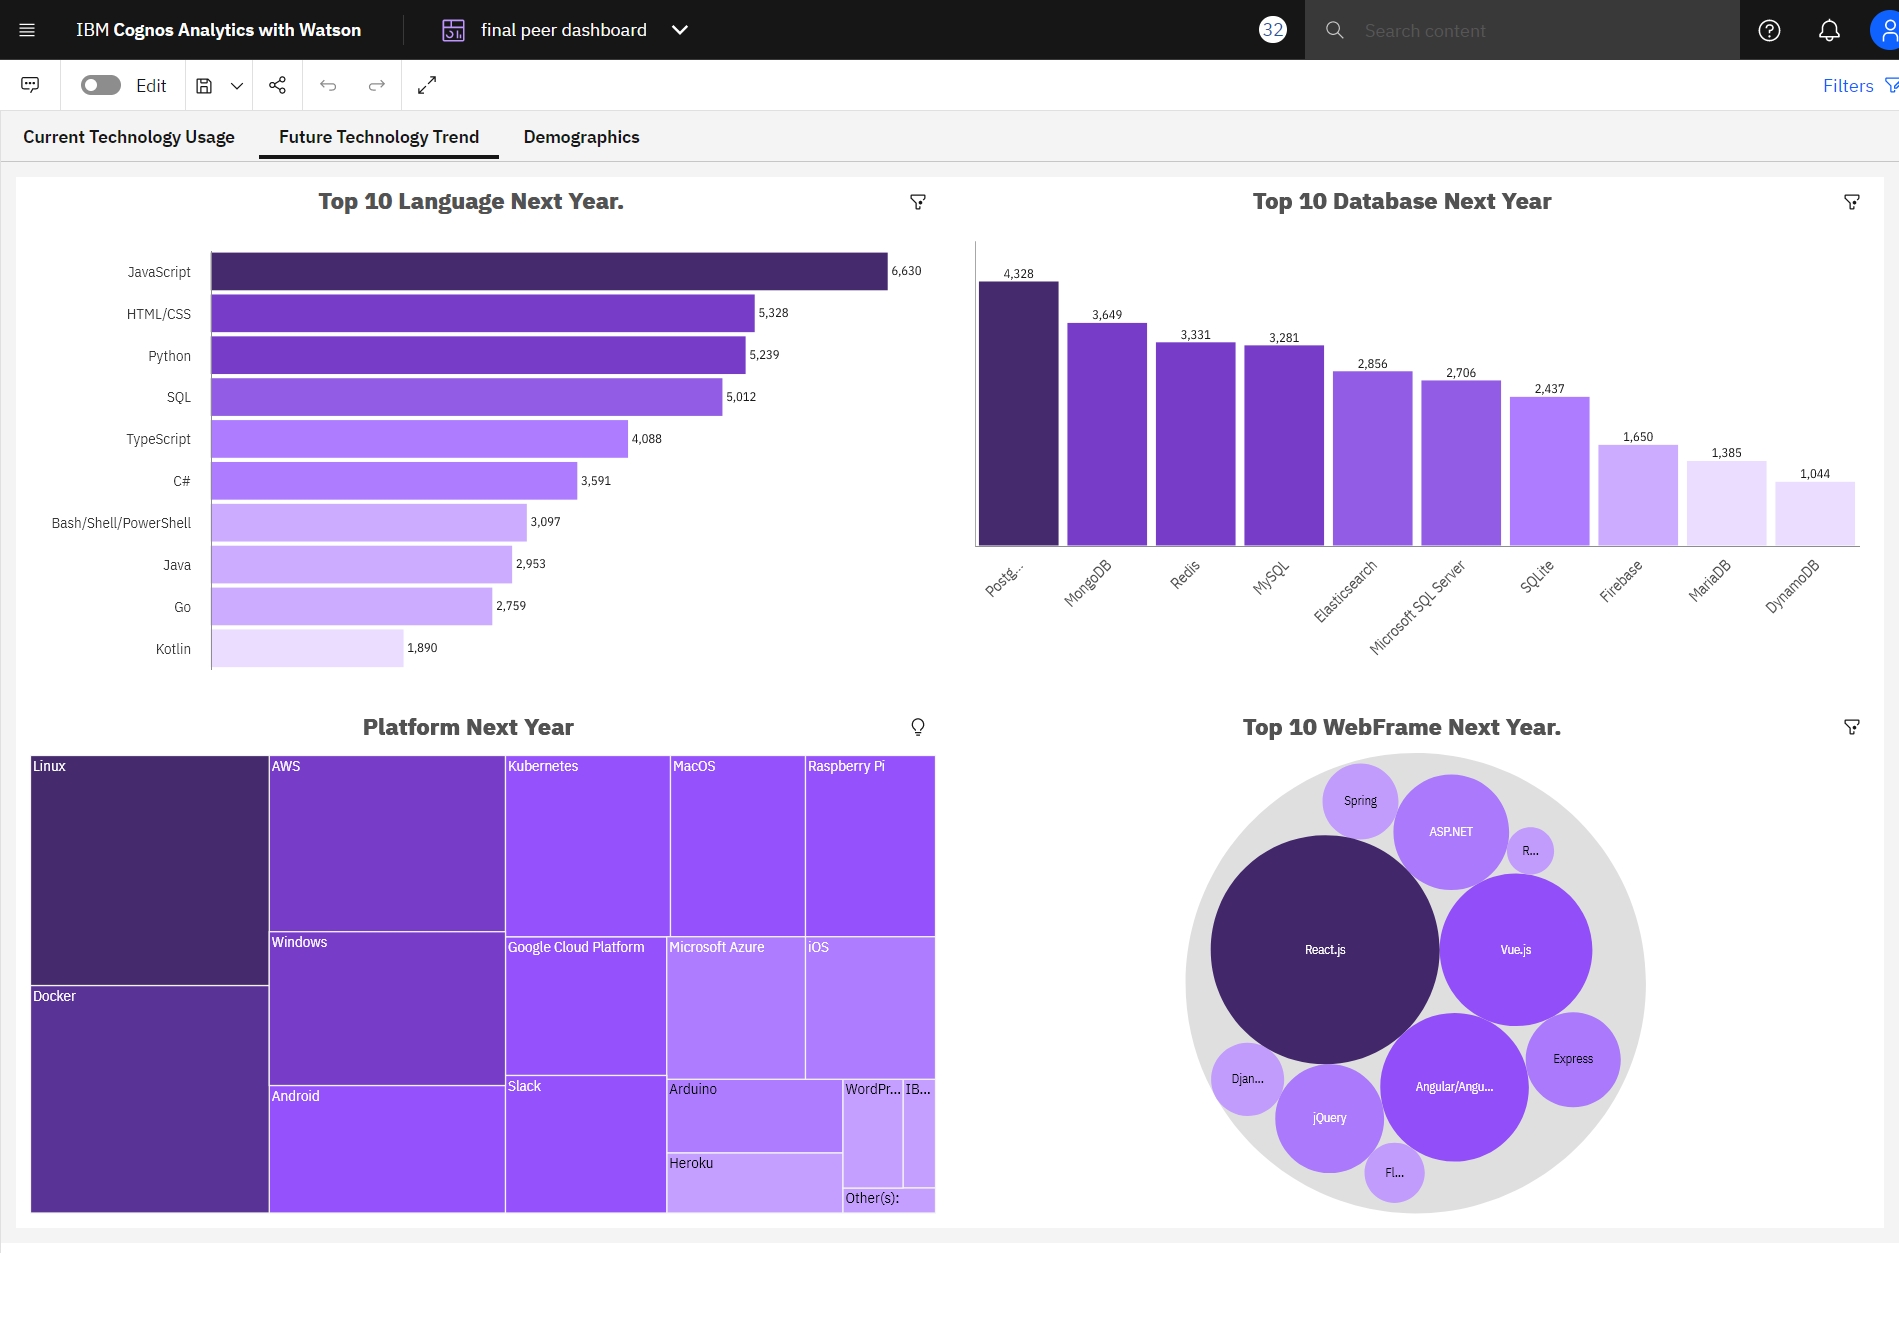 IBM Cognos Analytics with Watson
final peer dashboard
32
Search content
Edit
Filters
Current Technology Usage
Future Technology Trend
Demographics
Top 10 Language Next Year.
JavaScript
6,630
HTML/CSS
5,328
Python
5,239
SQL
5,012
TypeScript
4,088
C#
3,591
Bash/Shell/PowerShell
3,097
Java
2,953
Go
2,759
Kotlin
1,890
Top 10 Database Next Year
4,328
3,649
3,331
3,281
2,856
2,706
2,437
1,650
1,385
1,044
Postg...
MongoDB
Redis
MySQL
Elasticsearch
Microsoft SQL Server
SQLite
Firebase
MariaDB
DynamoDB
Platform Next Year
Linux
AWS
Kubernetes
MacOS
Raspberry Pi
Windows
Google Cloud Platform
Microsoft Azure
iOS
Docker
Slack
Arduino
WordPr...
IB...
Android
Heroku
Other(s):
Top 10 WebFrame Next Year.
Spring
ASP.NET
R...
React.js
Vue.js
Express
Djan...
Angular/Angu...
jQuery
Fl...